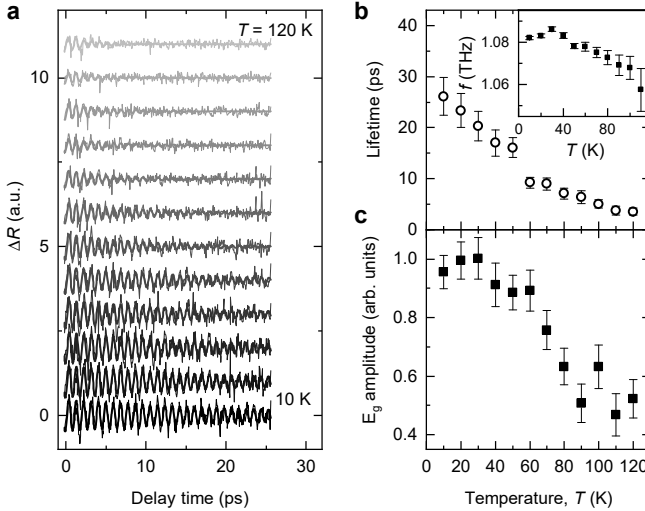 a
T = 120 K
10 K
ΔR (a.u.)
10
5
0
0 10 20 30
Delay time (ps)
b
Lifetime (ps)
40
30
20
10
0
f (THz)
1.08
1.06
0 40 80
T (K)
c
E_g amplitude (arb. units)
1.0
0.8
0.6
0.4
0 20 40 60 80 100 120
Temperature, T (K)